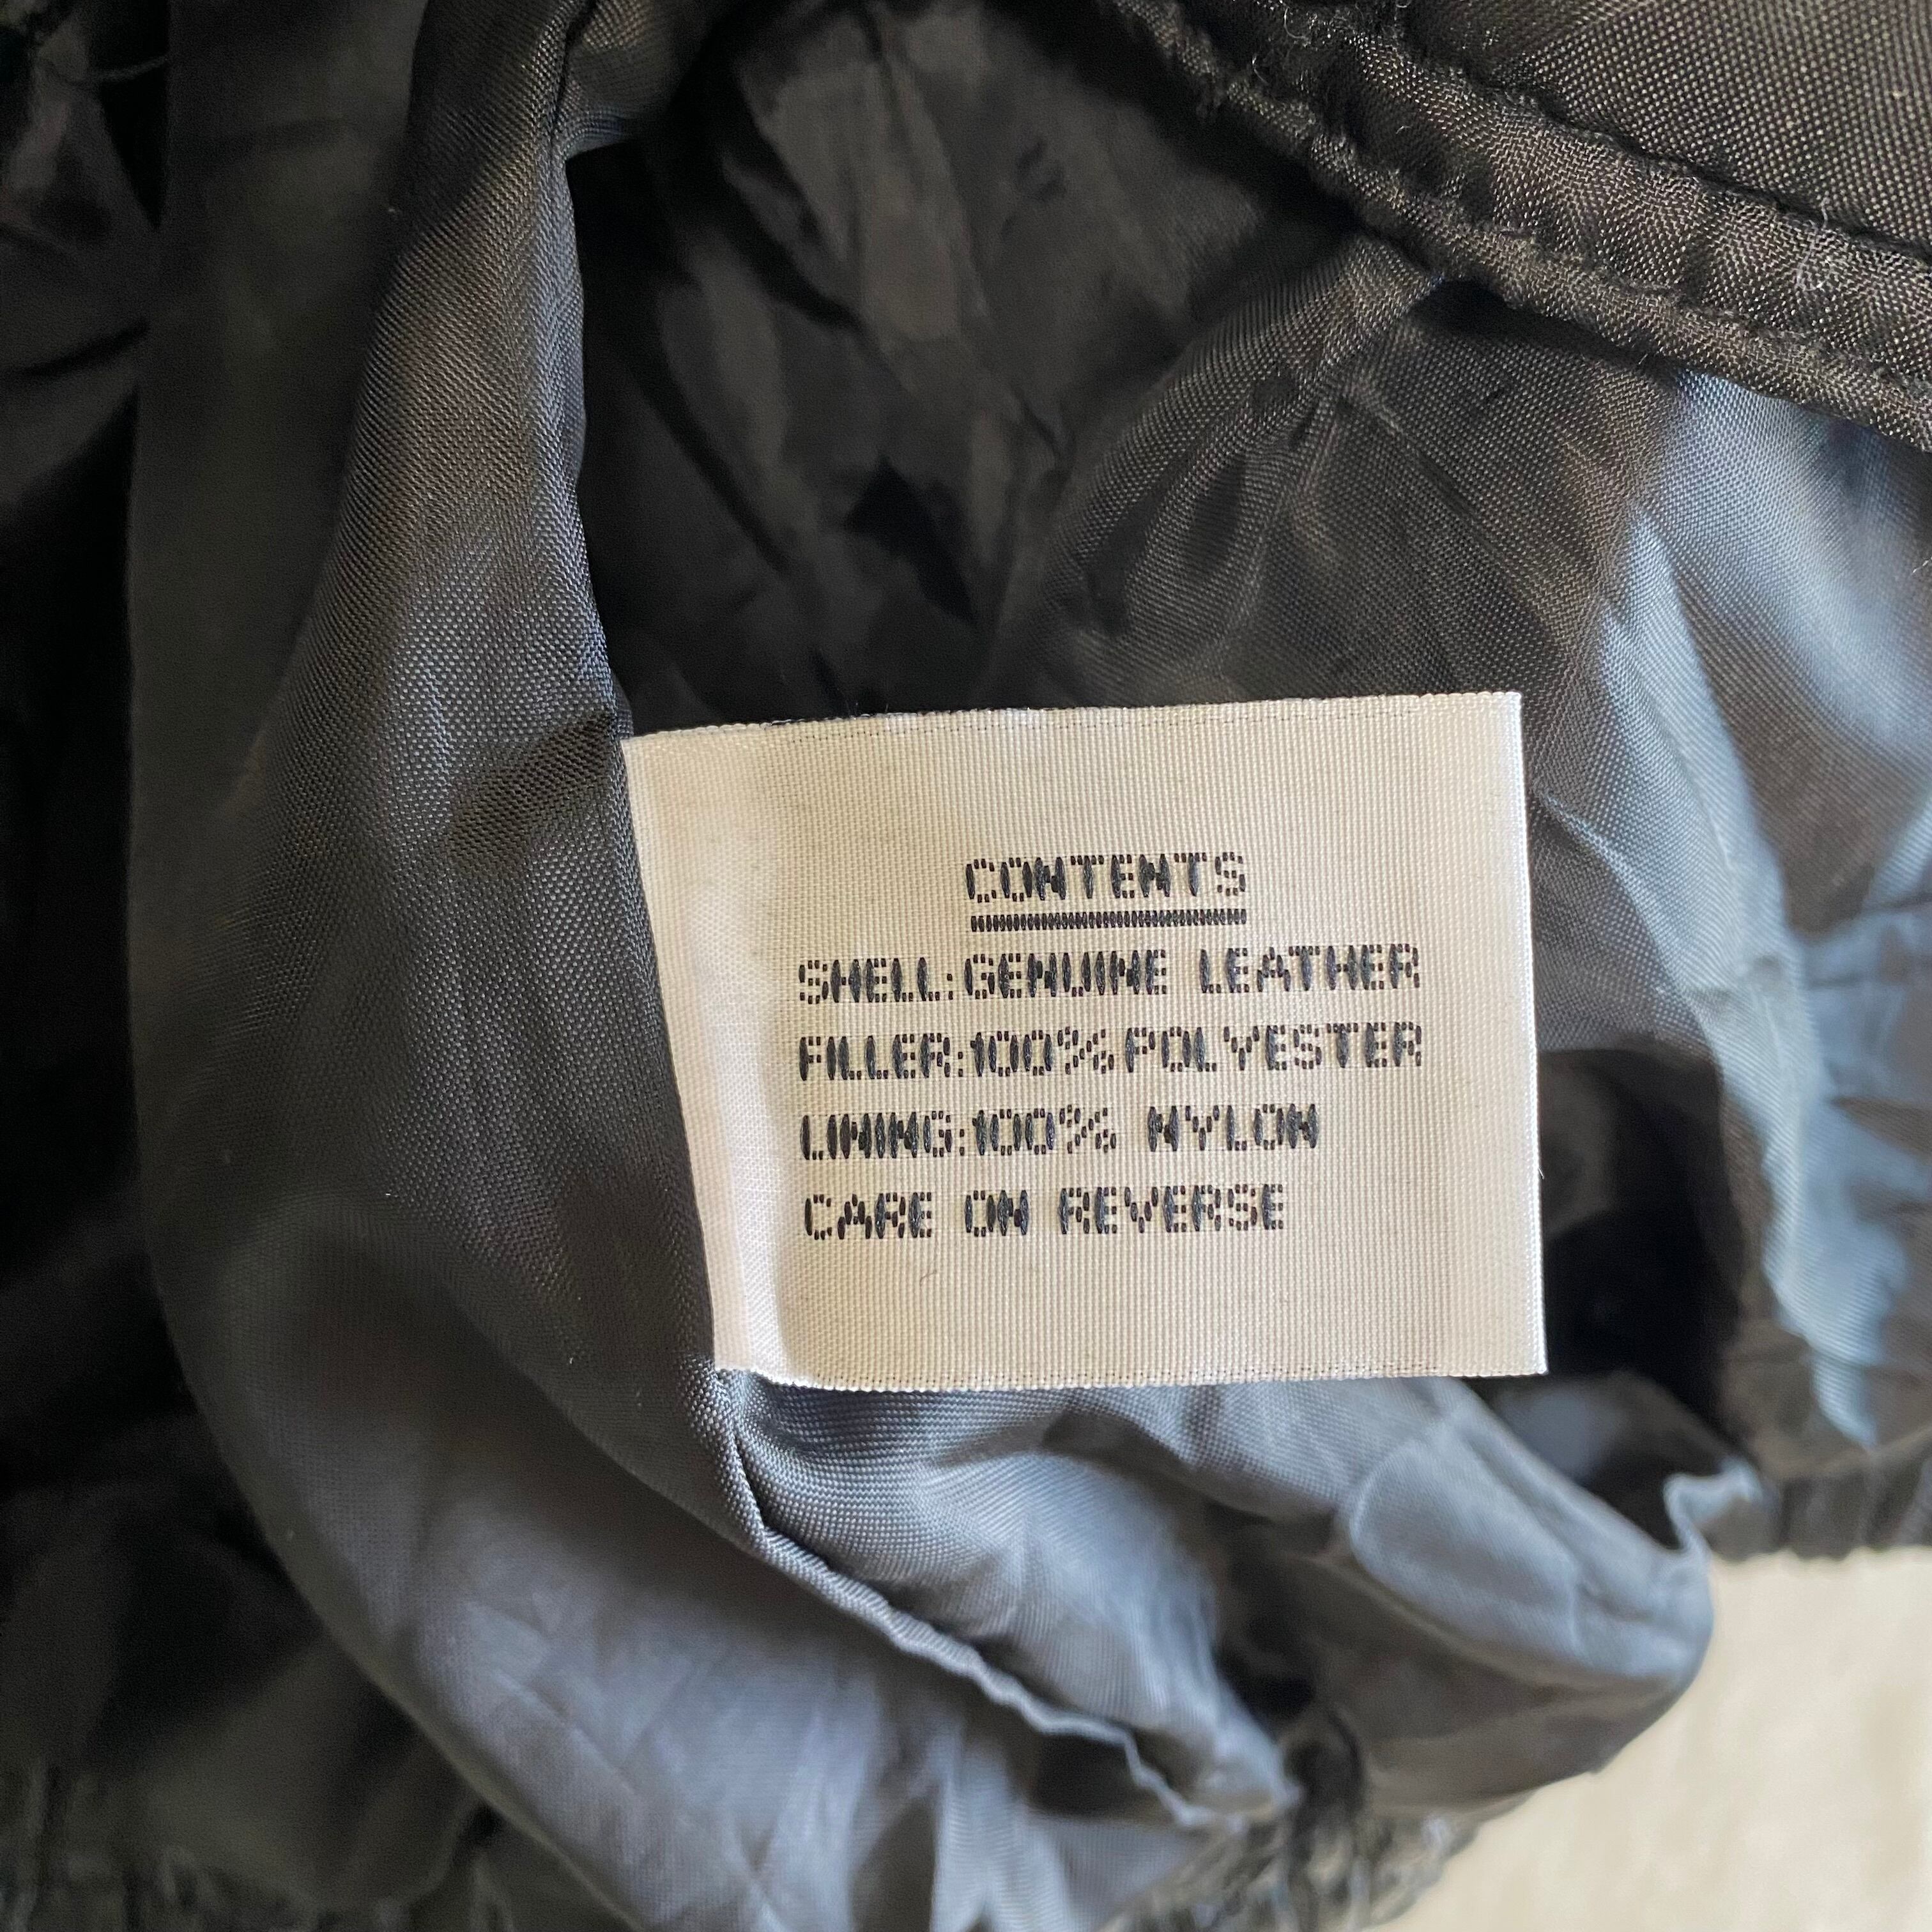 CONTENTS
SHELL:GENUINE LEATHER
FILLER:100%POLYESTER
LINING:100% NYLON
CARE ON REVERSE